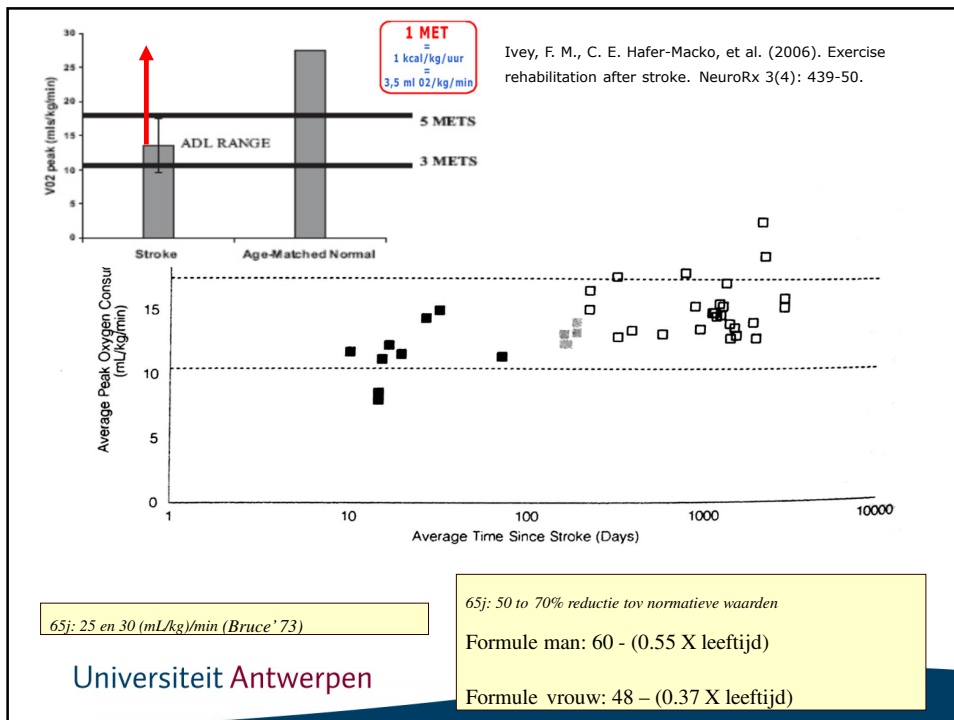 30
25
20
15
10
5
0
V02 peak (mls/kg/min)
1 MET
=
1 kcal/kg/uur
=
3,5 ml 02/kg/min
5 METS
ADL RANGE
3 METS
Stroke
Age-Matched Normal
Ivey, F. M., C. E. Hafer-Macko, et al. (2006). Exercise
rehabilitation after stroke. NeuroRx 3(4): 439-50.
Average Peak Oxygen Consur
(mL/kg/min)
15
10
5
0
1
10
100
1000
10000
Average Time Since Stroke (Days)
65j: 25 en 30 (mL/kg)/min (Bruce' 73)
65j: 50 to 70% reductie tov normatieve waarden
Formule man: 60 - (0.55 X leeftijd)
Formule vrouw: 48 – (0.37 X leeftijd)
Universiteit Antwerpen